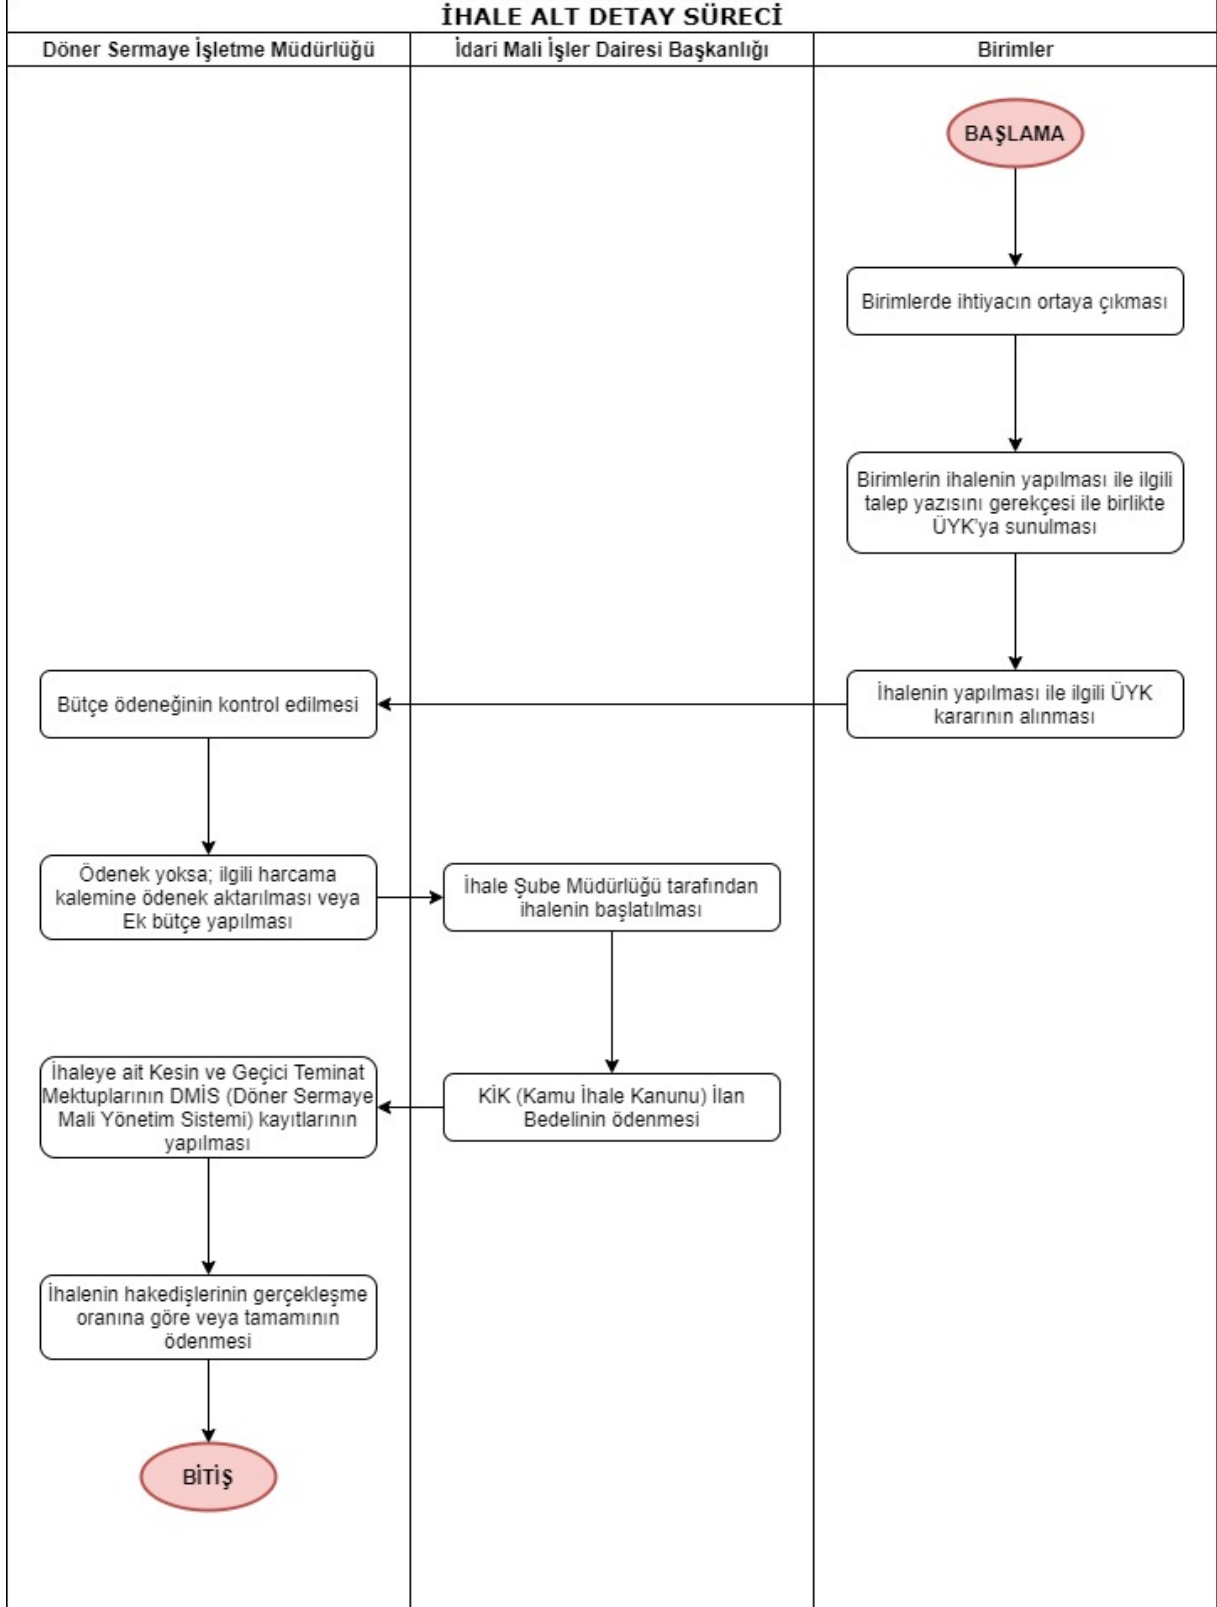 İHALE ALT DETAY SÜRECİ
Döner Sermaye İşletme Müdürlüğü
İdari Mali İşler Dairesi Başkanlığı
Birimler
BAŞLAMA
Birimlerde ihtiyacın ortaya çıkması
Birimlerin ihalenin yapılması ile ilgili
talep yazısını gerekçesi ile birlikte
ÜYK'ya sunulması
İhalenin yapılması ile ilgili ÜYK
kararının alınması
Bütçe ödeneğinin kontrol edilmesi
Ödenek yoksa; ilgili harcama
kalemine ödenek aktarılması veya
Ek bütçe yapılması
İhale Şube Müdürlüğü tarafından
ihalenin başlatılması
KİK (Kamu İhale Kanunu) İlan
Bedelinin ödenmesi
İhaleye ait Kesin ve Geçici Teminat
Mektuplarının DMİS (Döner Sermaye
Mali Yönetim Sistemi) kayıtlarının
yapılması
İhalenin hakedişlerinin gerçekleşme
oranına göre veya tamamının
ödenmesi
BİTİŞ